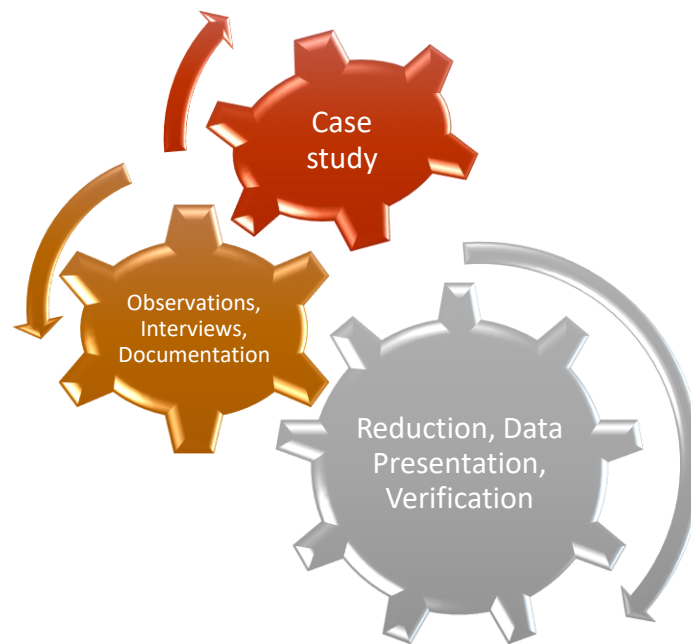 Case
study
Observations,
Interviews,
Documentation
Reduction, Data
Presentation,
Verification